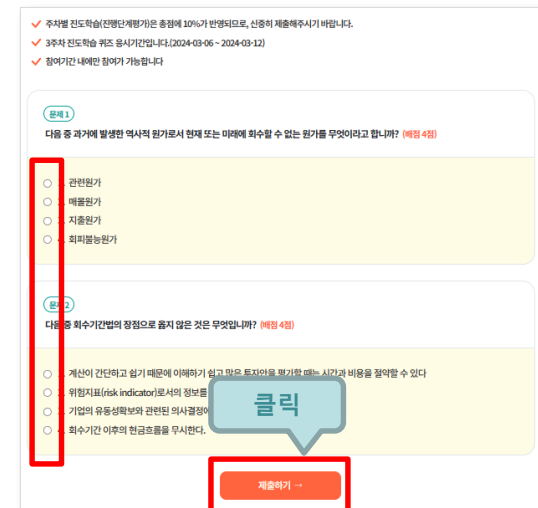 주차별 진도학습(진행단계평가)은 총점에 10%가 반영되므로, 신중히 제출해주시기 바랍니다.
3주차 진도학습 퀴즈 응시기간입니다.(2024-03-06 ~ 2024-03-12)
참여기간 내에만 참여가 가능합니다
문제 1
다음 중 과거에 발생한 역사적 원가로서 현재 또는 미래에 회수할 수 없는 원가를 무엇이라고 합니까? (배점 4점)
관련원가
매몰원가
지출원가
4. 회피불능원가
문제 2
다음 중 회수기간법의 장점으로 옳지 않은 것은 무엇입니까? (배점 4점)
계산이 간단하고 쉽기 때문에 이해하기 쉽고 많은 투자안을 평가할 때는 시간과 비용을 절약할 수 있다
위험지표(risk indicator)로서의 정보를
기업의 유동성확보와 관련된 의사결정에
4. 회수기간 이후의 현금흐름을 무시한다.
클릭
제출하기 →